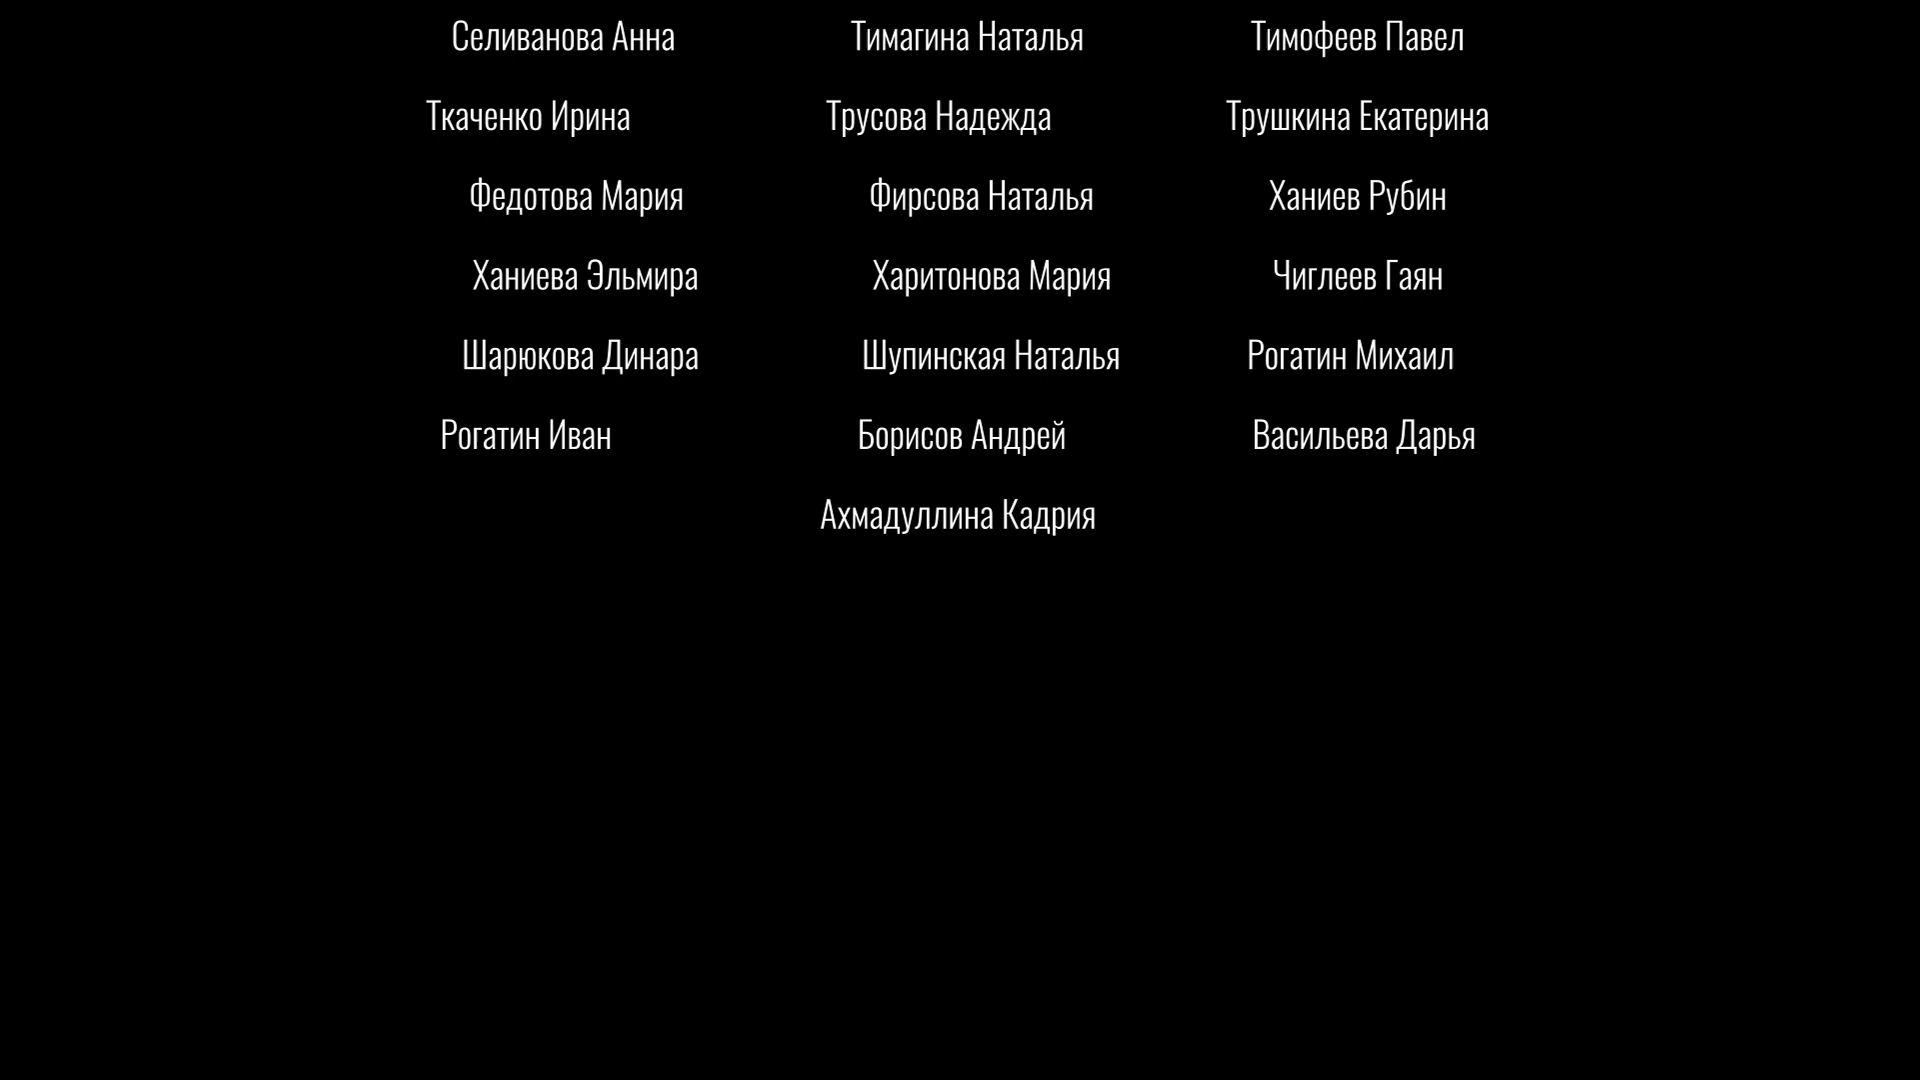 Селиванова Анна Тимагина Наталья Тимофеев Павел
Ткаченко Ирина Трусова Надежда Трушкина Екатерина
Федотова Мария Фирсова Наталья Ханиев Рубин
Ханиева Эльмира Харитонова Мария Чиглеев Гаян
Шарюкова Динара Шупинская Наталья Рогатин Михаил
Рогатин Иван Борисов Андрей Васильева Дарья
Ахмадуллина Кадрия